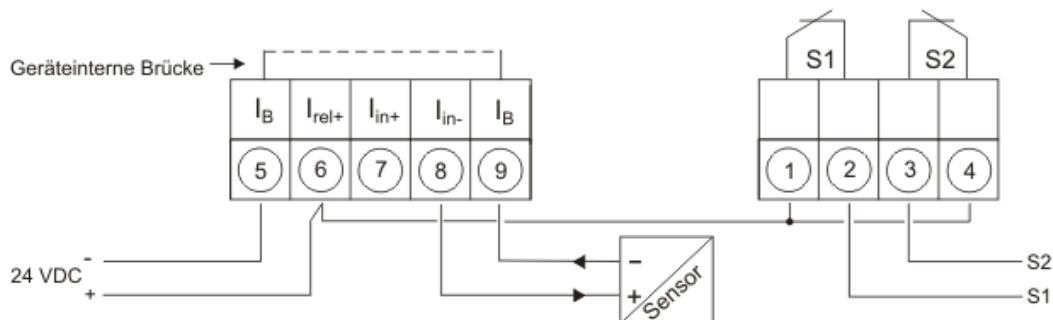 S1 S2
Geräteinterne Brücke
I_B I_rel+ I_in+ I_in- I_B
5 6 7 8 9 1 2 3 4
-
24 VDC
+
-
+
Sensor
S2
S1